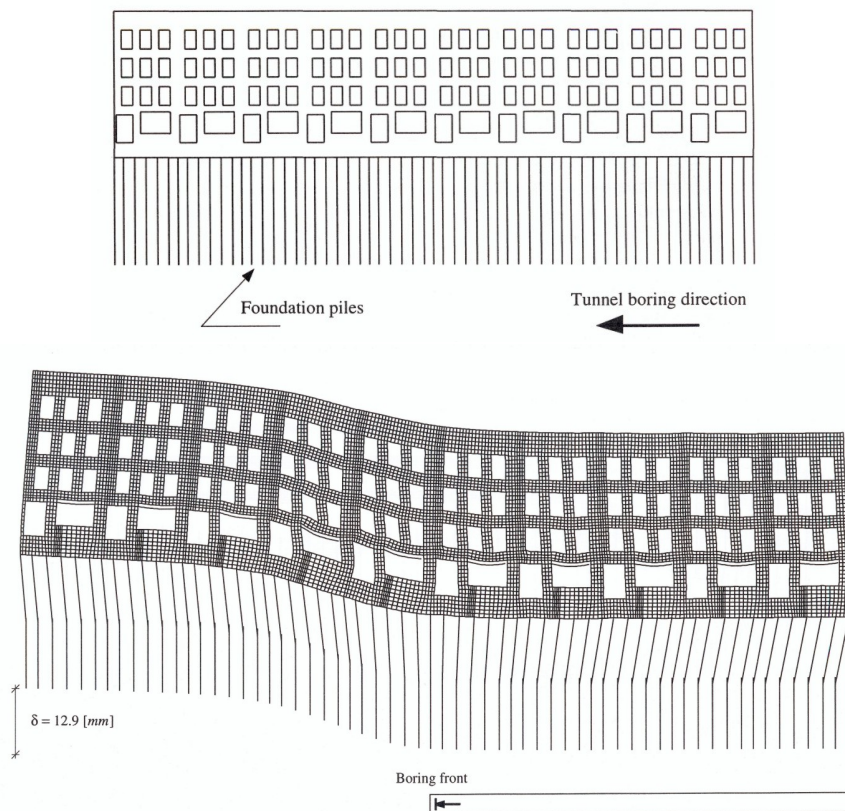 Foundation piles
Tunnel boring direction
δ = 12.9 [mm]
Boring front